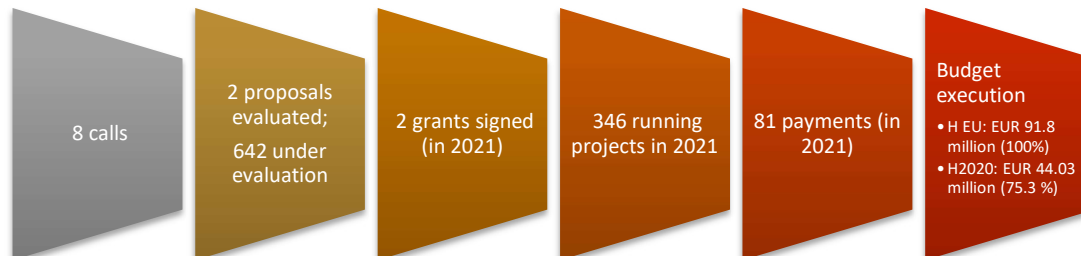 8 calls
2 proposals
evaluated;
642 under
evaluation
2 grants signed
(in 2021)
346 running
projects in 2021
81 payments (in
2021)
Budget
execution
• H EU: EUR 91.8
million (100%)
• H2020: EUR 44.03
million (75.3 %)